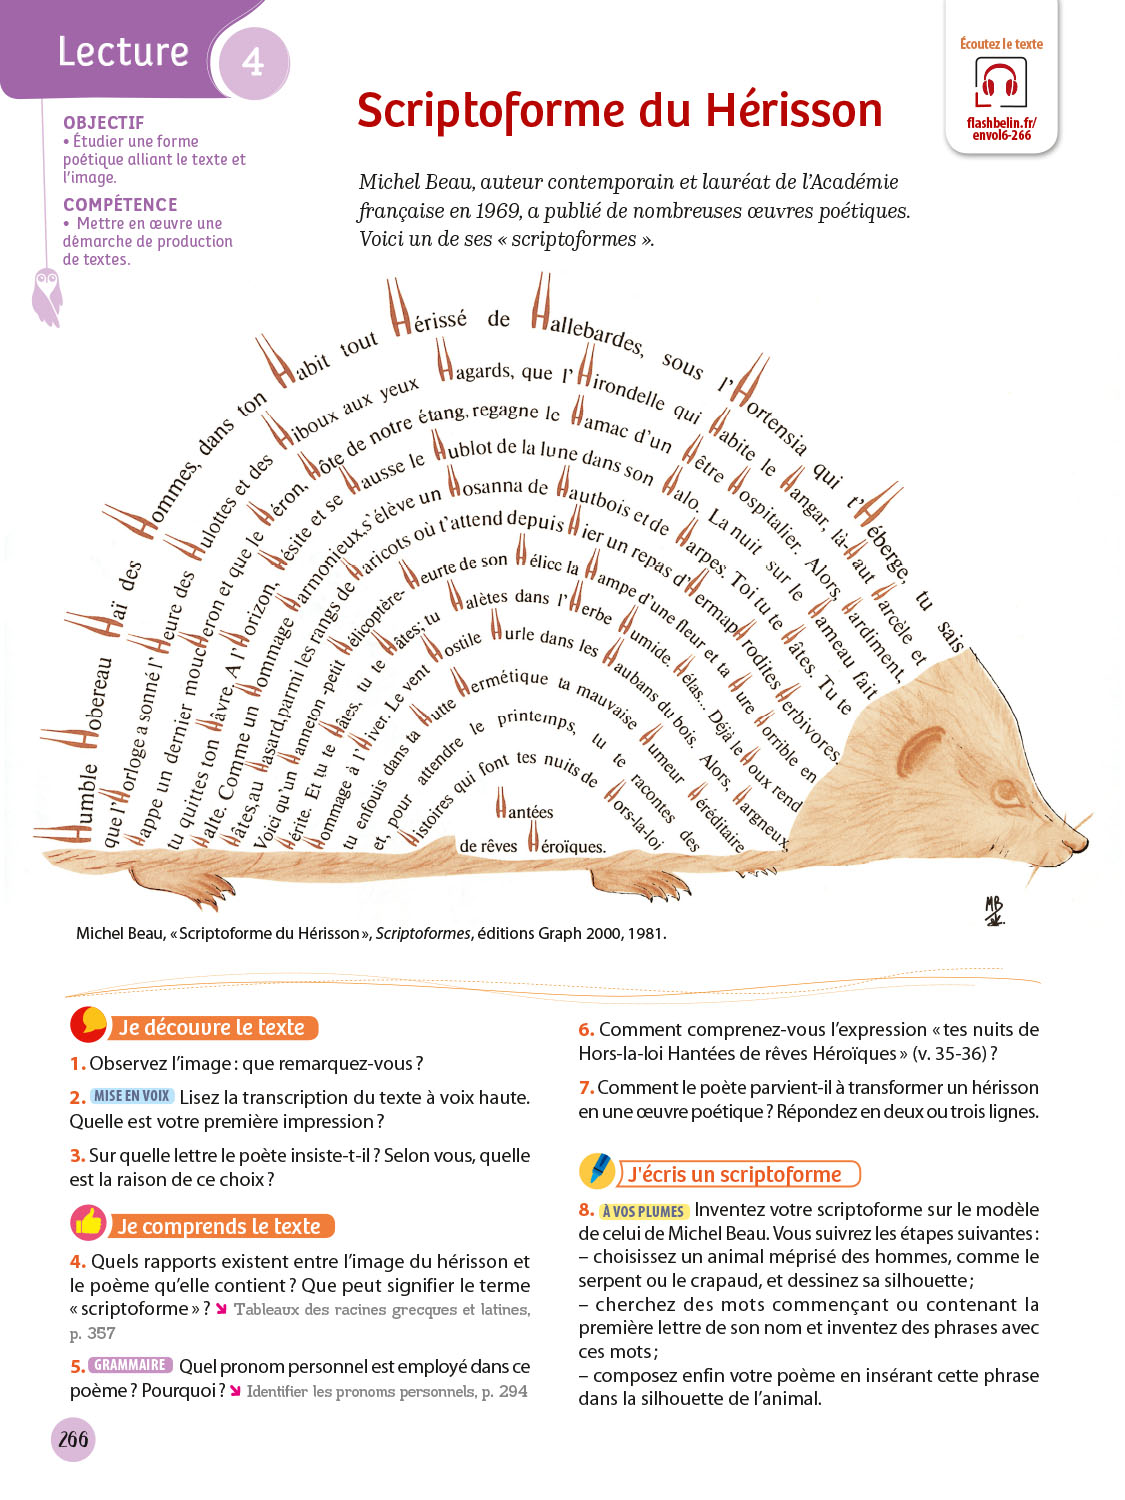 Lecture 4
OBJECTIF
• Étudier une forme
poétique alliant le texte et
l'image.
COMPÉTENCE
• Mettre en œuvre une
démarche de production
de textes.
Écoutez le texte
flashbelin.fr/
envol6-266
Scriptoforme du Hérisson
Michel Beau, auteur contemporain et lauréat de l'Académie
française en 1969, a publié de nombreuses œuvres poétiques.
Voici un de ses « scriptoformes ».
Humble Hobereau Haï des Hommes, dans ton Habit tout Hérissé de Hallebardes, sous l'Hortensia qui t'Héberge, tu sais
que l'Horloge a sonné l'Heure des Hulottes et des Hiboux aux yeux Hagards, que l'Hirondelle qui Habite le Hangar, là-Haut Harcèle et
Happe un dernier moucHeron et que le Héron, Hôte de notre étang, regagne le Hamac d'un Hêtre Hospitalier. Alors, Hardiment,
tu quittes ton Hâvre. A l'Horizon, Hésite et se Hausse le Hublot de la lune dans son Halo. La nuit sur le Hameau fait
Halte. Comme un Hommage Harmonieux, s'élève un Hosanna de Hautbois et de Harpes. Toi tu te Hâtes. Tu te
Hâtes, au Hasard, parmi les rangs de Haricots où t'attend depuis Hier un repas d'HermapHrodites Herbivores.
Voici qu'un Hanneton -petit Hélicoptère- Heurte de son Hélice la Hampe d'une fleur et ta Hure Horrible en
Hérite. Et tu te Hâtes, tu te Hâtes; tu Halètes dans l'Herbe Humide. Hélas... Déjà le Houx rend
Hommage à l'Hiver. Le vent Hostile Hurle dans les Haubans du bois. Alors, Hargneux,
tu enfouis dans ta Hutte Hermétique ta mauvaise Humeur Héréditaire
et, pour attendre le printemps, tu te racontes des
Histoires qui font tes nuits de Hors-la-loi
Hantées
de rêves Héroïques.
MB
Michel Beau, « Scriptoforme du Hérisson », Scriptoformes, éditions Graph 2000, 1981.
Je découvre le texte
1. Observez l'image : que remarquez-vous ?
2. MISE EN VOIX Lisez la transcription du texte à voix haute.
Quelle est votre première impression ?
3. Sur quelle lettre le poète insiste-t-il ? Selon vous, quelle
est la raison de ce choix ?
Je comprends le texte
4. Quels rapports existent entre l'image du hérisson et
le poème qu'elle contient ? Que peut signifier le terme
« scriptoforme » ? ➘ Tableaux des racines grecques et latines,
p. 357
5. GRAMMAIRE Quel pronom personnel est employé dans ce
poème ? Pourquoi ? ➘ Identifier les pronoms personnels, p. 294
6. Comment comprenez-vous l'expression « tes nuits de
Hors-la-loi Hantées de rêves Héroïques » (v. 35-36) ?
7. Comment le poète parvient-il à transformer un hérisson
en une œuvre poétique ? Répondez en deux ou trois lignes.
J'écris un scriptoforme
8. À VOS PLUMES Inventez votre scriptoforme sur le modèle
de celui de Michel Beau. Vous suivrez les étapes suivantes :
– choisissez un animal méprisé des hommes, comme le
serpent ou le crapaud, et dessinez sa silhouette ;
– cherchez des mots commençant ou contenant la
première lettre de son nom et inventez des phrases avec
ces mots ;
– composez enfin votre poème en insérant cette phrase
dans la silhouette de l'animal.
266